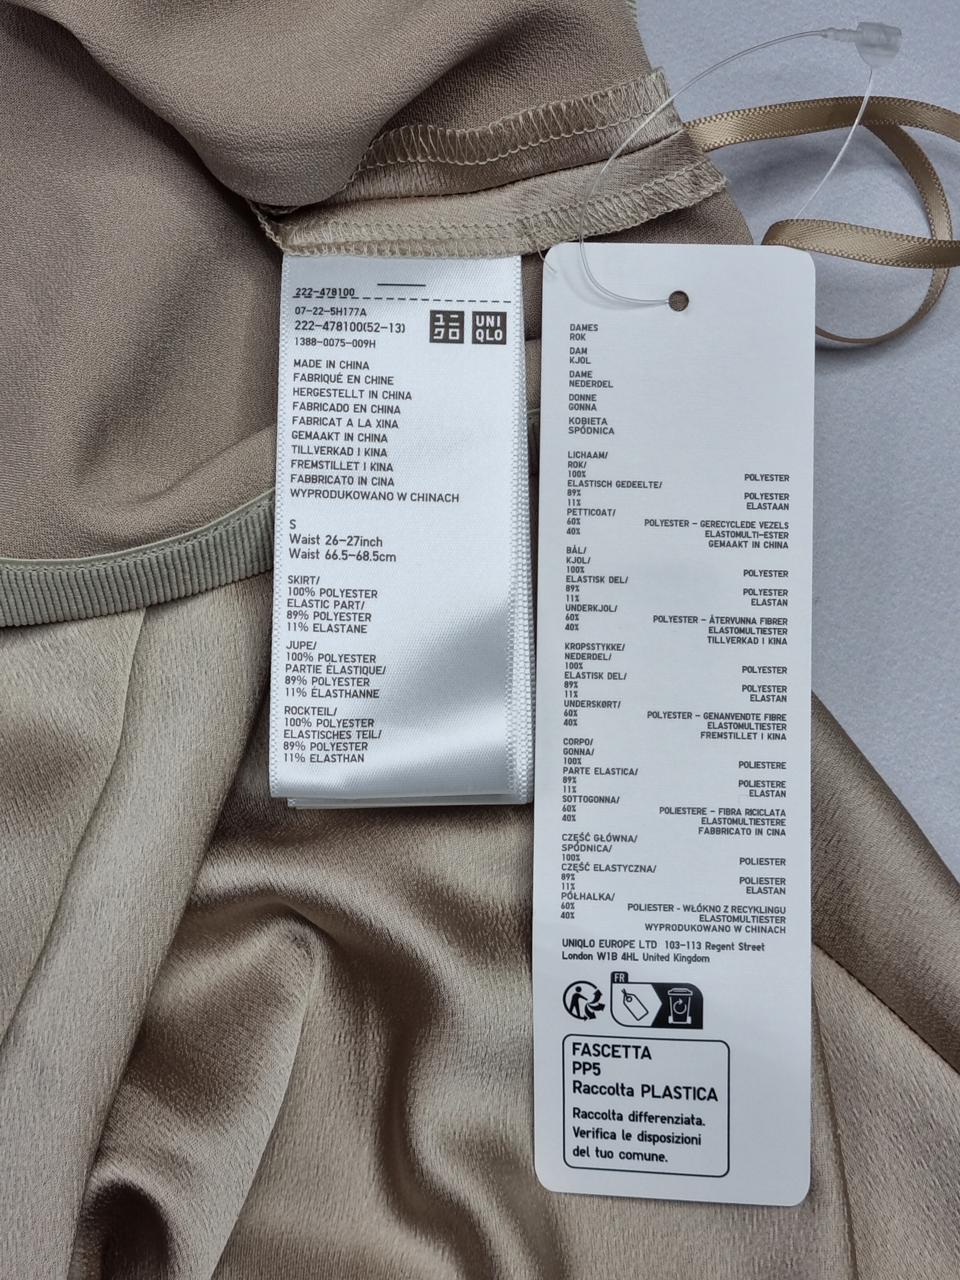 222-478100
07-22-5H177A
222-478100(52-13)
1388-0075-009H
ユニ
クロ
UNI
QLO
MADE IN CHINA
FABRIQUÉ EN CHINE
HERGESTELLT IN CHINA
FABRICADO EN CHINA
FABRICAT A LA XINA
GEMAAKT IN CHINA
TILLVERKAD I KINA
FREMSTILLET I KINA
FABBRICATO IN CINA
WYPRODUKOWANO W CHINACH
S
Waist 26-27inch
Waist 66.5-68.5cm
SKIRT/
100% POLYESTER
ELASTIC PART/
89% POLYESTER
11% ELASTANE
JUPE/
100% POLYESTER
PARTIE ÉLASTIQUE/
89% POLYESTER
11% ÉLASTHANNE
ROCKTEIL/
100% POLYESTER
ELASTISCHES TEIL/
89% POLYESTER
11% ELASTHAN
DAMES
ROK
DAM
KJOL
DAME
NEDERDEL
DONNE
GONNA
KOBIETA
SPÓDNICA
LICHAAM/
ROK/
100% POLYESTER
ELASTISCH GEDEELTE/
89% POLYESTER
11% ELASTAAN
PETTICOAT/
60% POLYESTER - GERECYCLEDE VEZELS
40% ELASTOMULTI-ESTER
GEMAAKT IN CHINA
BÅL/
KJOL/
100% POLYESTER
ELASTISK DEL/
89% POLYESTER
11% ELASTAN
UNDERKJOL/
60% POLYESTER - ÅTERVUNNA FIBRER
40% ELASTOMULTIESTER
TILLVERKAD I KINA
KROPSSTYKKE/
NEDERDEL/
100% POLYESTER
ELASTISK DEL/
89% POLYESTER
11% ELASTAN
UNDERSKØRT/
60% POLYESTER - GENANVENDTE FIBRE
40% ELASTOMULTIESTER
FREMSTILLET I KINA
CORPO/
GONNA/
100% POLIESTERE
PARTE ELASTICA/
89% POLIESTERE
11% ELASTAN
SOTTOGONNA/
60% POLIESTERE - FIBRA RICICLATA
40% ELASTOMULTIESTERE
FABBRICATO IN CINA
CZĘŚĆ GŁÓWNA/
SPÓDNICA/
100% POLIESTER
CZĘŚĆ ELASTYCZNA/
89% POLIESTER
11% ELASTAN
PÓŁHALKA/
60% POLIESTER - WŁÓKNO Z RECYKLINGU
40% ELASTOMULTIESTER
WYPRODUKOWANO W CHINACH
UNIQLO EUROPE LTD 103-113 Regent Street
London W1B 4HL United Kingdom
FR
FASCETTA
PP5
Raccolta PLASTICA
Raccolta differenziata.
Verifica le disposizioni
del tuo comune.